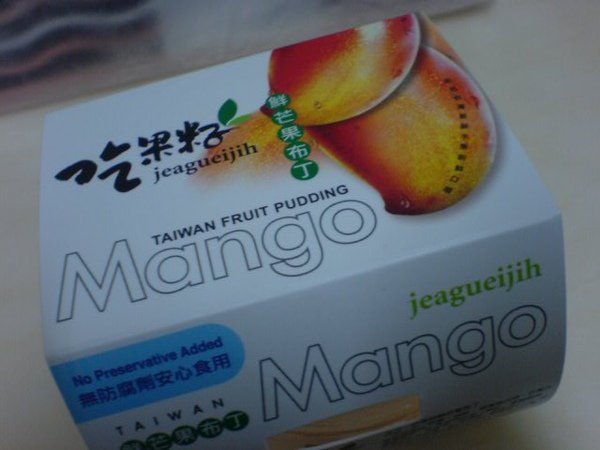 吃果籽
jeagueijih
鮮芒果布丁
TAIWAN FRUIT PUDDING
Mango
jeagueijih
Mango
No Preservative Added
無防腐劑安心食用
TAIWAN
鮮芒果布丁